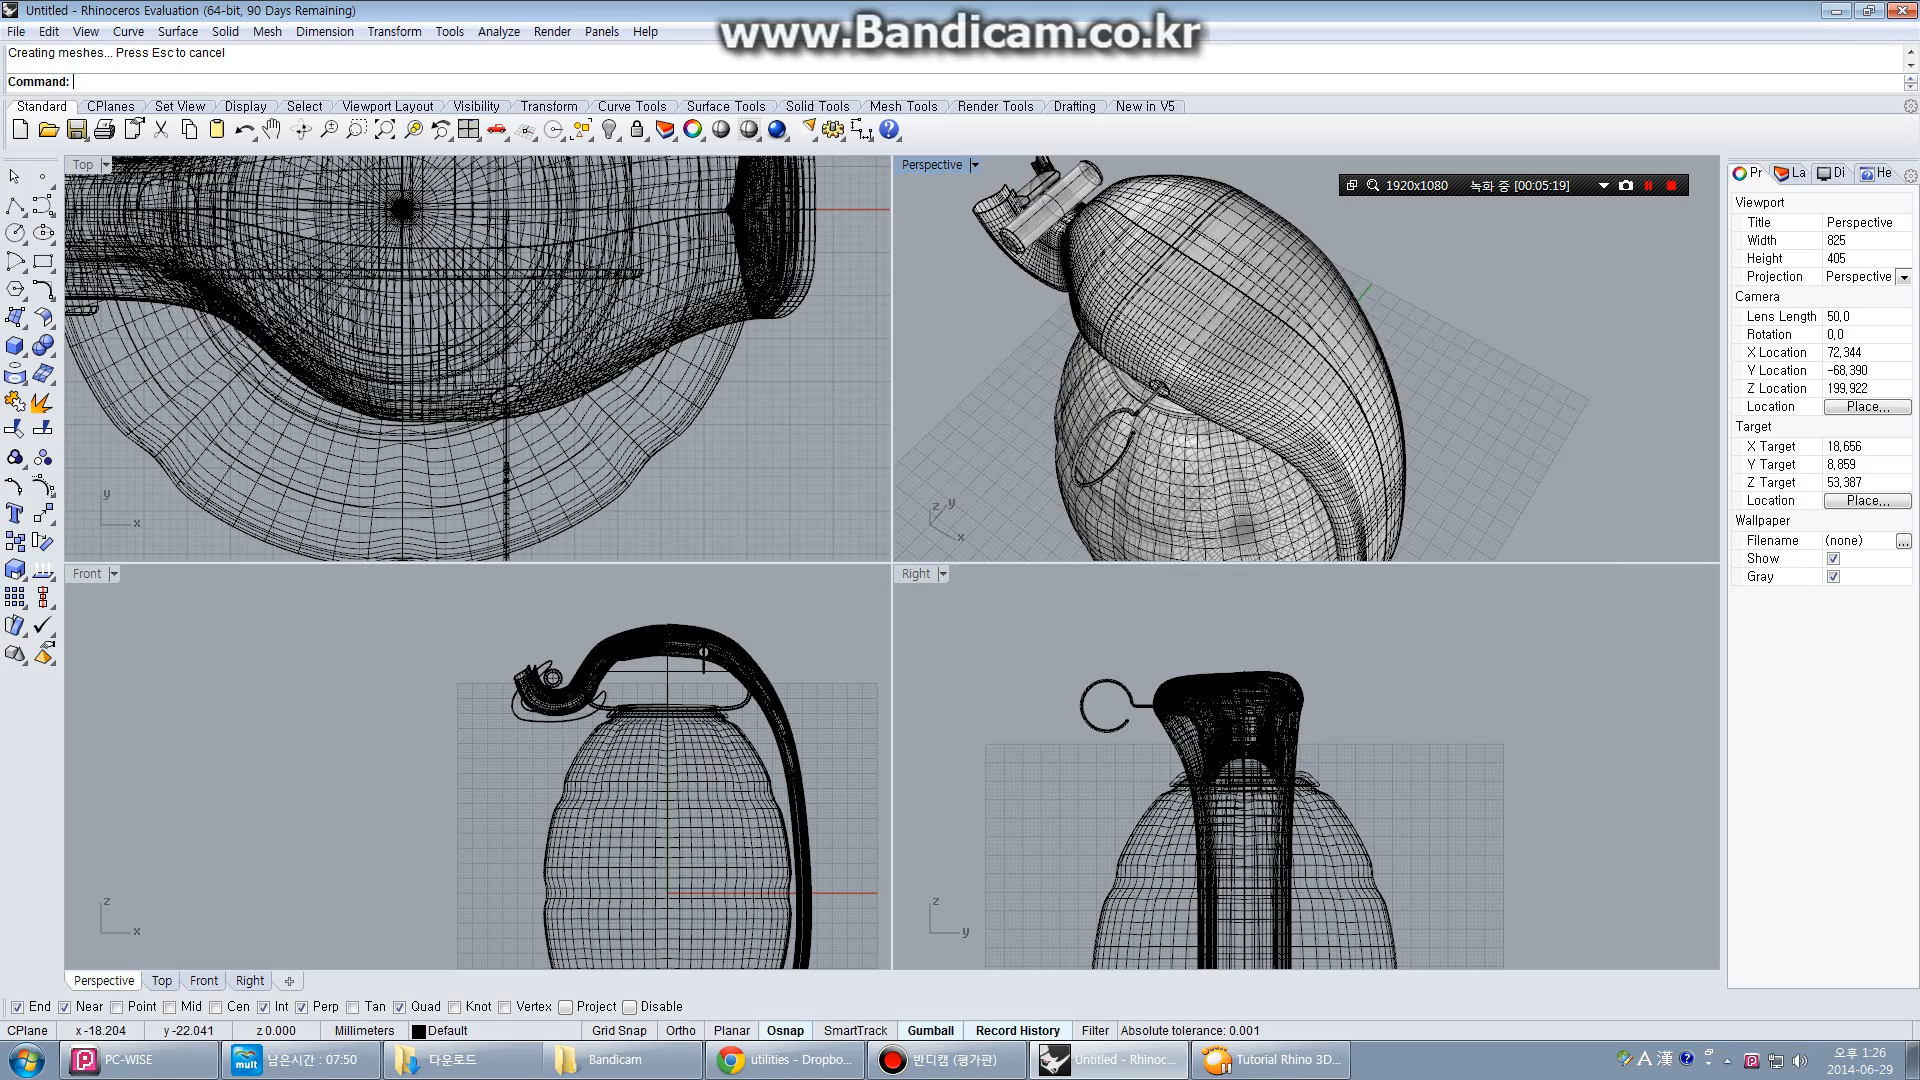 Untitled - Rhinoceros Evaluation (64-bit, 90 Days Remaining)
www.Bandicam.co.kr
File Edit View Curve Surface Solid Mesh Dimension Transform Tools Analyze Render Panels Help
Creating meshes... Press Esc to cancel
Command:
Standard CPlanes Set View Display Select Viewport Layout Visibility Transform Curve Tools Surface Tools Solid Tools Mesh Tools Render Tools Drafting New in V5
Top
Perspective
1920x1080 녹화 중 [00:05:19]
Pr La Di He
Viewport
Title Perspective
Width 825
Height 405
Projection Perspective
Camera
Lens Length 50,0
Rotation 0,0
X Location 72,344
Y Location -68,390
Z Location 199,922
Location Place...
Target
X Target 18,656
Y Target 8,859
Z Target 53,387
Location Place...
Wallpaper
Filename (none) ...
Show
Gray
y
x
z y
x
Front
Right
z
x
z
y
Perspective Top Front Right
End Near Point Mid Cen Int Perp Tan Quad Knot Vertex Project Disable
CPlane x -18.204 y -22.041 z 0.000 Millimeters Default Grid Snap Ortho Planar Osnap SmartTrack Gumball Record History Filter Absolute tolerance: 0.001
PC-WISE
mult 남은시간 : 07:50
다운로드
Bandicam
utilities - Dropbo...
반디캠 (평가판)
Untitled - Rhinoc...
Tutorial Rhino 3D...
A 漢
오후 1:26
2014-06-29